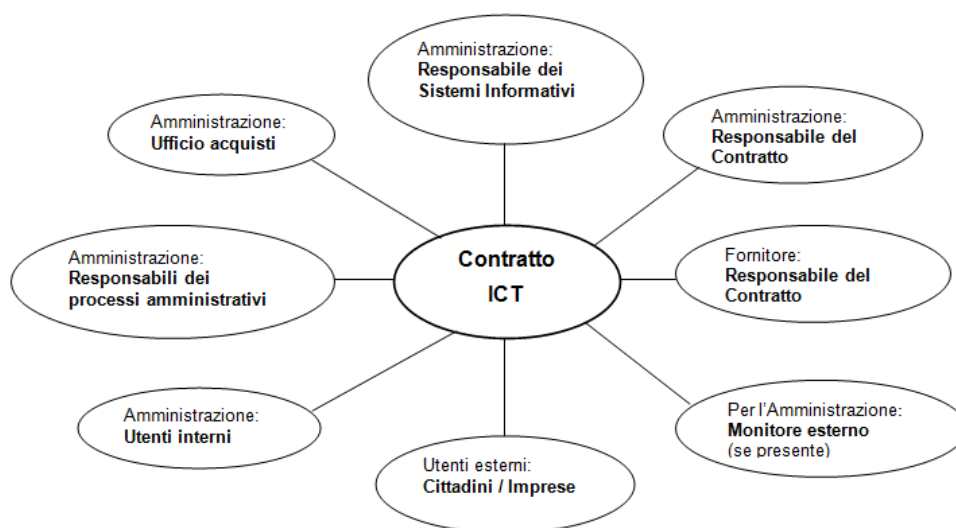 Amministrazione:
Responsabile dei
Sistemi Informativi
Amministrazione:
Ufficio acquisti
Amministrazione:
Responsabile del
Contratto
Amministrazione:
Responsabili dei
processi amministrativi
Contratto
ICT
Fornitore:
Responsabile del
Contratto
Amministrazione:
Utenti interni
Per l'Amministrazione:
Monitore esterno
(se presente)
Utenti esterni:
Cittadini / Imprese